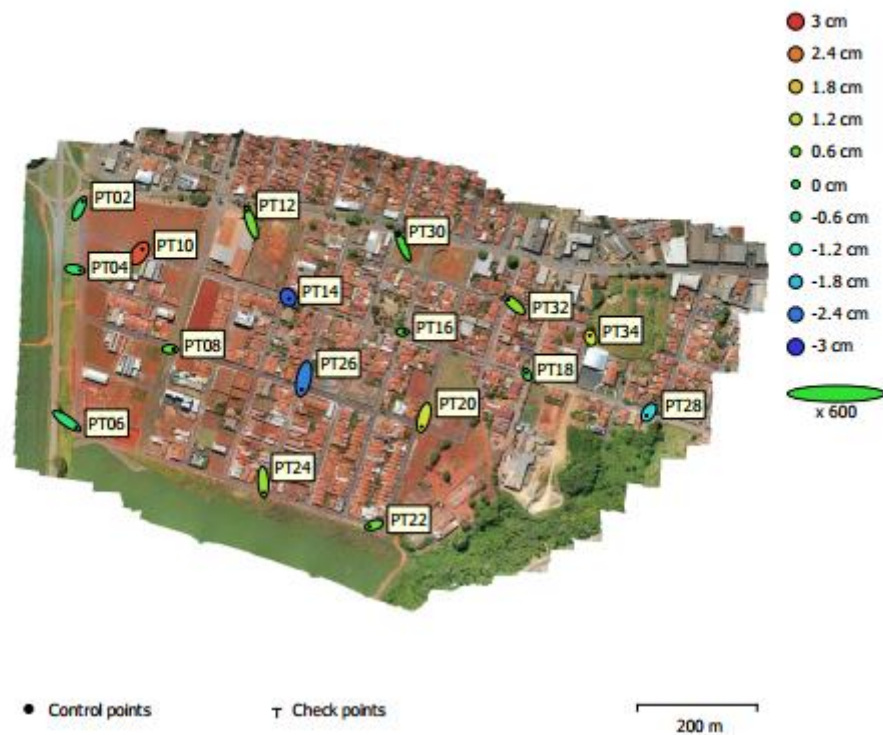 3 cm
2.4 cm
1.8 cm
1.2 cm
0.6 cm
0 cm
-0.6 cm
-1.2 cm
-1.8 cm
-2.4 cm
-3 cm
x 600
PT02
PT12
PT30
PT10
PT04
PT14
PT32
PT16
PT34
PT08
PT26
PT18
PT20
PT28
PT06
PT24
PT22
Control points
Check points
200 m